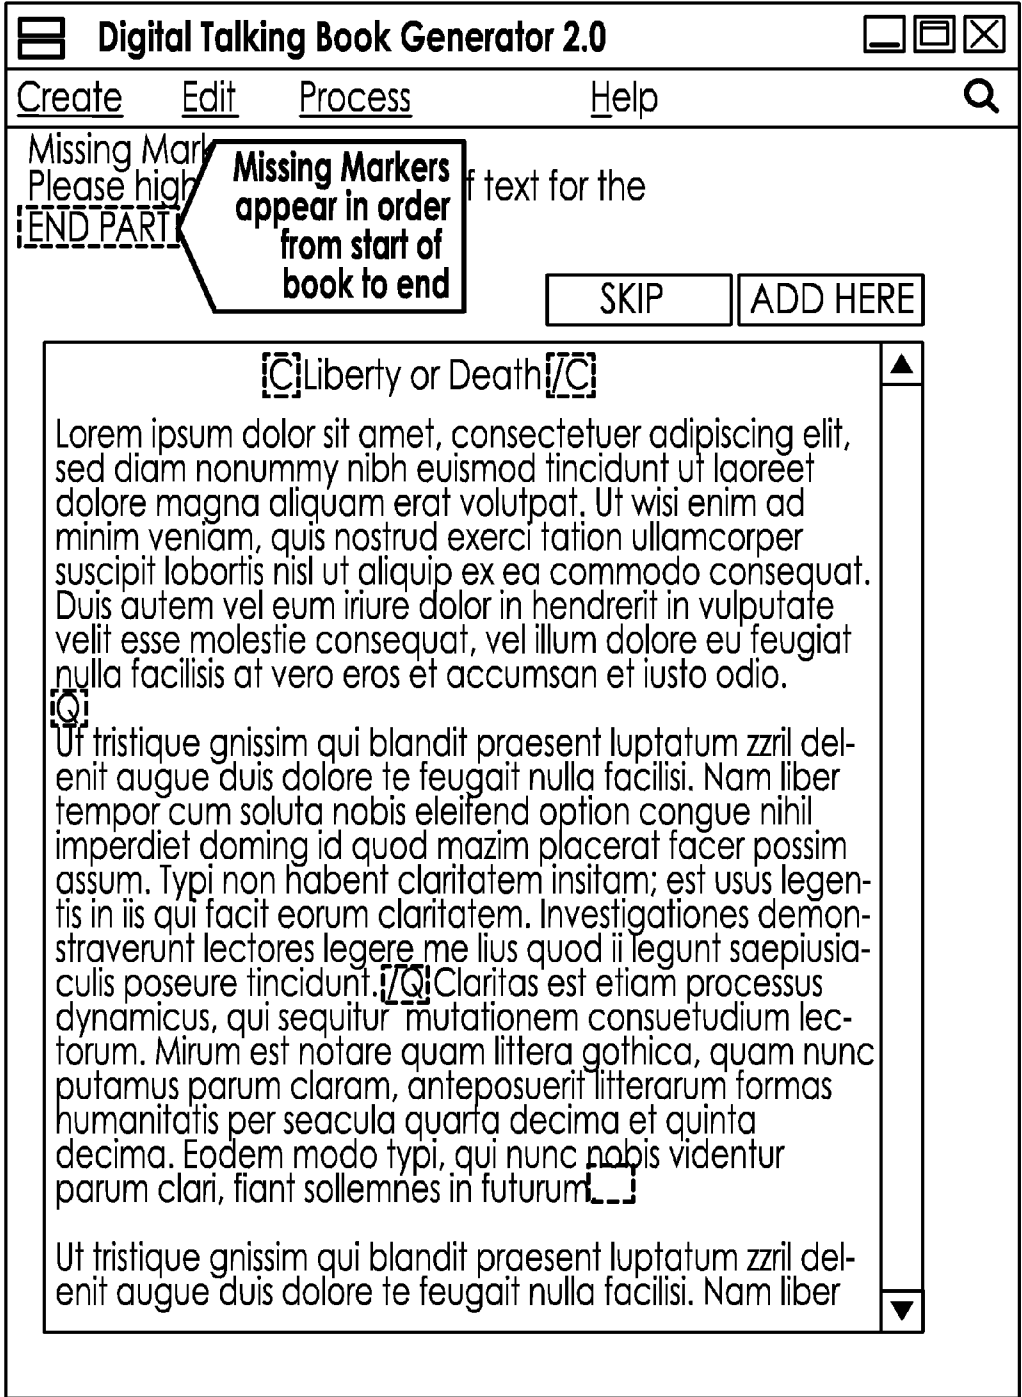 Digital Talking Book Generator 2.0
Create Edit Process Help
Missing Mark
Please high f text for the
END PART
Missing Markers
appear in order
from start of
book to end
SKIP ADD HERE
[C] Liberty or Death [/C]
Lorem ipsum dolor sit amet, consectetuer adipiscing elit,
sed diam nonummy nibh euismod tincidunt ut laoreet
dolore magna aliquam erat volutpat. Ut wisi enim ad
minim veniam, quis nostrud exerci tation ullamcorper
suscipit lobortis nisl ut aliquip ex ea commodo consequat.
Duis autem vel eum iriure dolor in hendrerit in vulputate
velit esse molestie consequat, vel illum dolore eu feugiat
nulla facilisis at vero eros et accumsan et iusto odio.
Q
Ut tristique gnissim qui blandit praesent luptatum zzril del-
enit augue duis dolore te feugait nulla facilisi. Nam liber
tempor cum soluta nobis eleifend option congue nihil
imperdiet doming id quod mazim placerat facer possim
assum. Typi non habent claritatem insitam; est usus legen-
tis in iis qui facit eorum claritatem. Investigationes demon-
straverunt lectores legere me lius quod ii legunt saepiusia-
culis poseure tincidunt. /Q Claritas est etiam processus
dynamicus, qui sequitur mutationem consuetudium lec-
torum. Mirum est notare quam littera gothica, quam nunc
putamus parum claram, anteposuerit litterarum formas
humanitatis per seacula quarta decima et quinta
decima. Eodem modo typi, qui nunc nobis videntur
parum clari, fiant sollemnes in futurum
Ut tristique gnissim qui blandit praesent luptatum zzril del-
enit augue duis dolore te feugait nulla facilisi. Nam liber